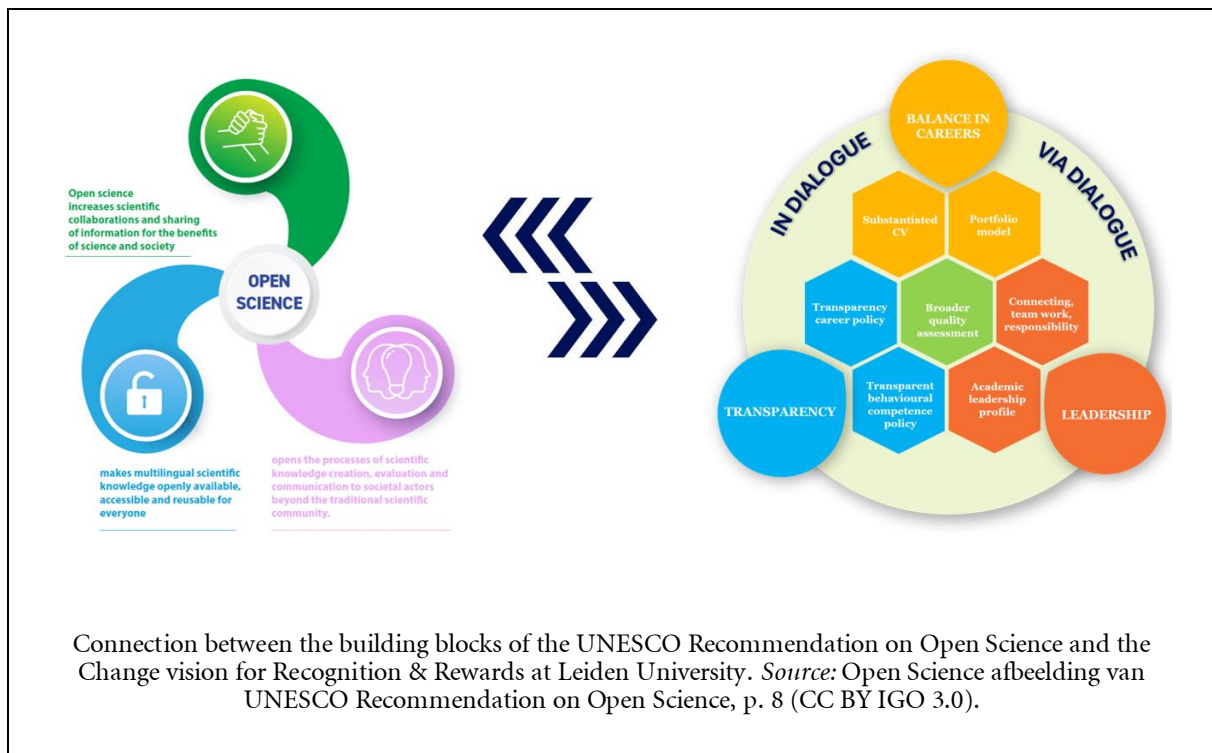 Open science
increases scientific
collaborations and sharing
of information for the benefits
of science and society
OPEN
SCIENCE
makes multilingual scientific
knowledge openly available,
accessible and reusable for
everyone
opens the processes of scientific
knowledge creation, evaluation and
communication to societal actors
beyond the traditional scientific
community.
BALANCE IN
CAREERS
IN DIALOGUE
VIA DIALOGUE
Substantiated
CV
Portfolio
model
Transparency
career policy
Broader
quality
assessment
Connecting,
team work,
responsibility
TRANSPARENCY
Transparent
behavioural
competence
policy
Academic
leadership
profile
LEADERSHIP
Connection between the building blocks of the UNESCO Recommendation on Open Science and the
Change vision for Recognition & Rewards at Leiden University. Source: Open Science afbeelding van
UNESCO Recommendation on Open Science, p. 8 (CC BY IGO 3.0).